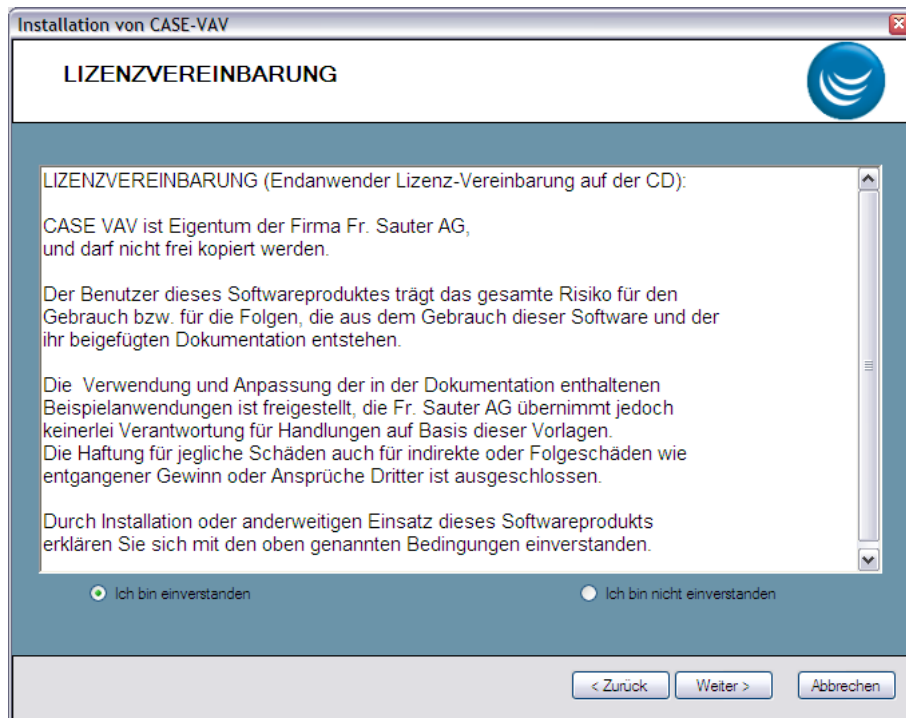 Installation von CASE-VAV
LIZENZVEREINBARUNG
LIZENZVEREINBARUNG (Endanwender Lizenz-Vereinbarung auf der CD):
CASE VAV ist Eigentum der Firma Fr. Sauter AG,
und darf nicht frei kopiert werden.
Der Benutzer dieses Softwareproduktes trägt das gesamte Risiko für den
Gebrauch bzw. für die Folgen, die aus dem Gebrauch dieser Software und der
ihr beigefügten Dokumentation entstehen.
Die  Verwendung und Anpassung der in der Dokumentation enthaltenen
Beispielanwendungen ist freigestellt, die Fr. Sauter AG übernimmt jedoch
keinerlei Verantwortung für Handlungen auf Basis dieser Vorlagen.
Die Haftung für jegliche Schäden auch für indirekte oder Folgeschäden wie
entgangener Gewinn oder Ansprüche Dritter ist ausgeschlossen.
Durch Installation oder anderweitigen Einsatz dieses Softwareprodukts
erklären Sie sich mit den oben genannten Bedingungen einverstanden.
Ich bin einverstanden
Ich bin nicht einverstanden
< Zurück
Weiter >
Abbrechen